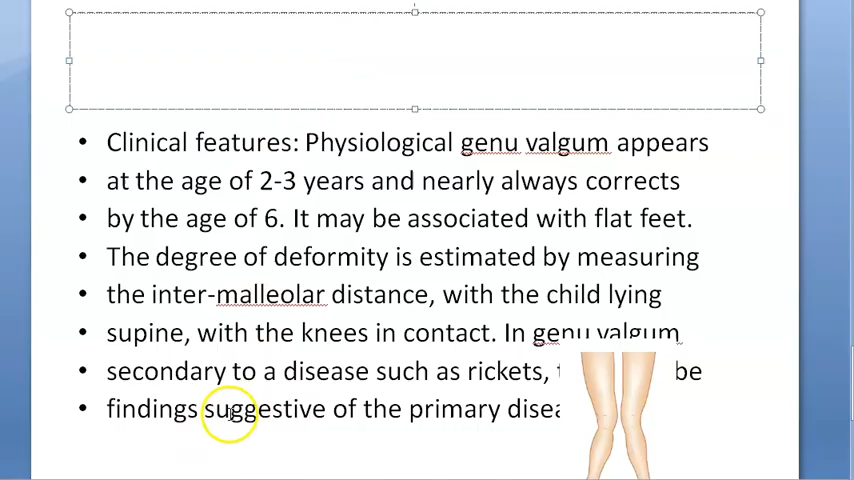 • Clinical features: Physiological genu valgum appears
• at the age of 2-3 years and nearly always corrects
• by the age of 6. It may be associated with flat feet.
• The degree of deformity is estimated by measuring
• the inter-malleolar distance, with the child lying
• supine, with the knees in contact. In genu valgum
• secondary to a disease such as rickets, be
• findings suggestive of the primary